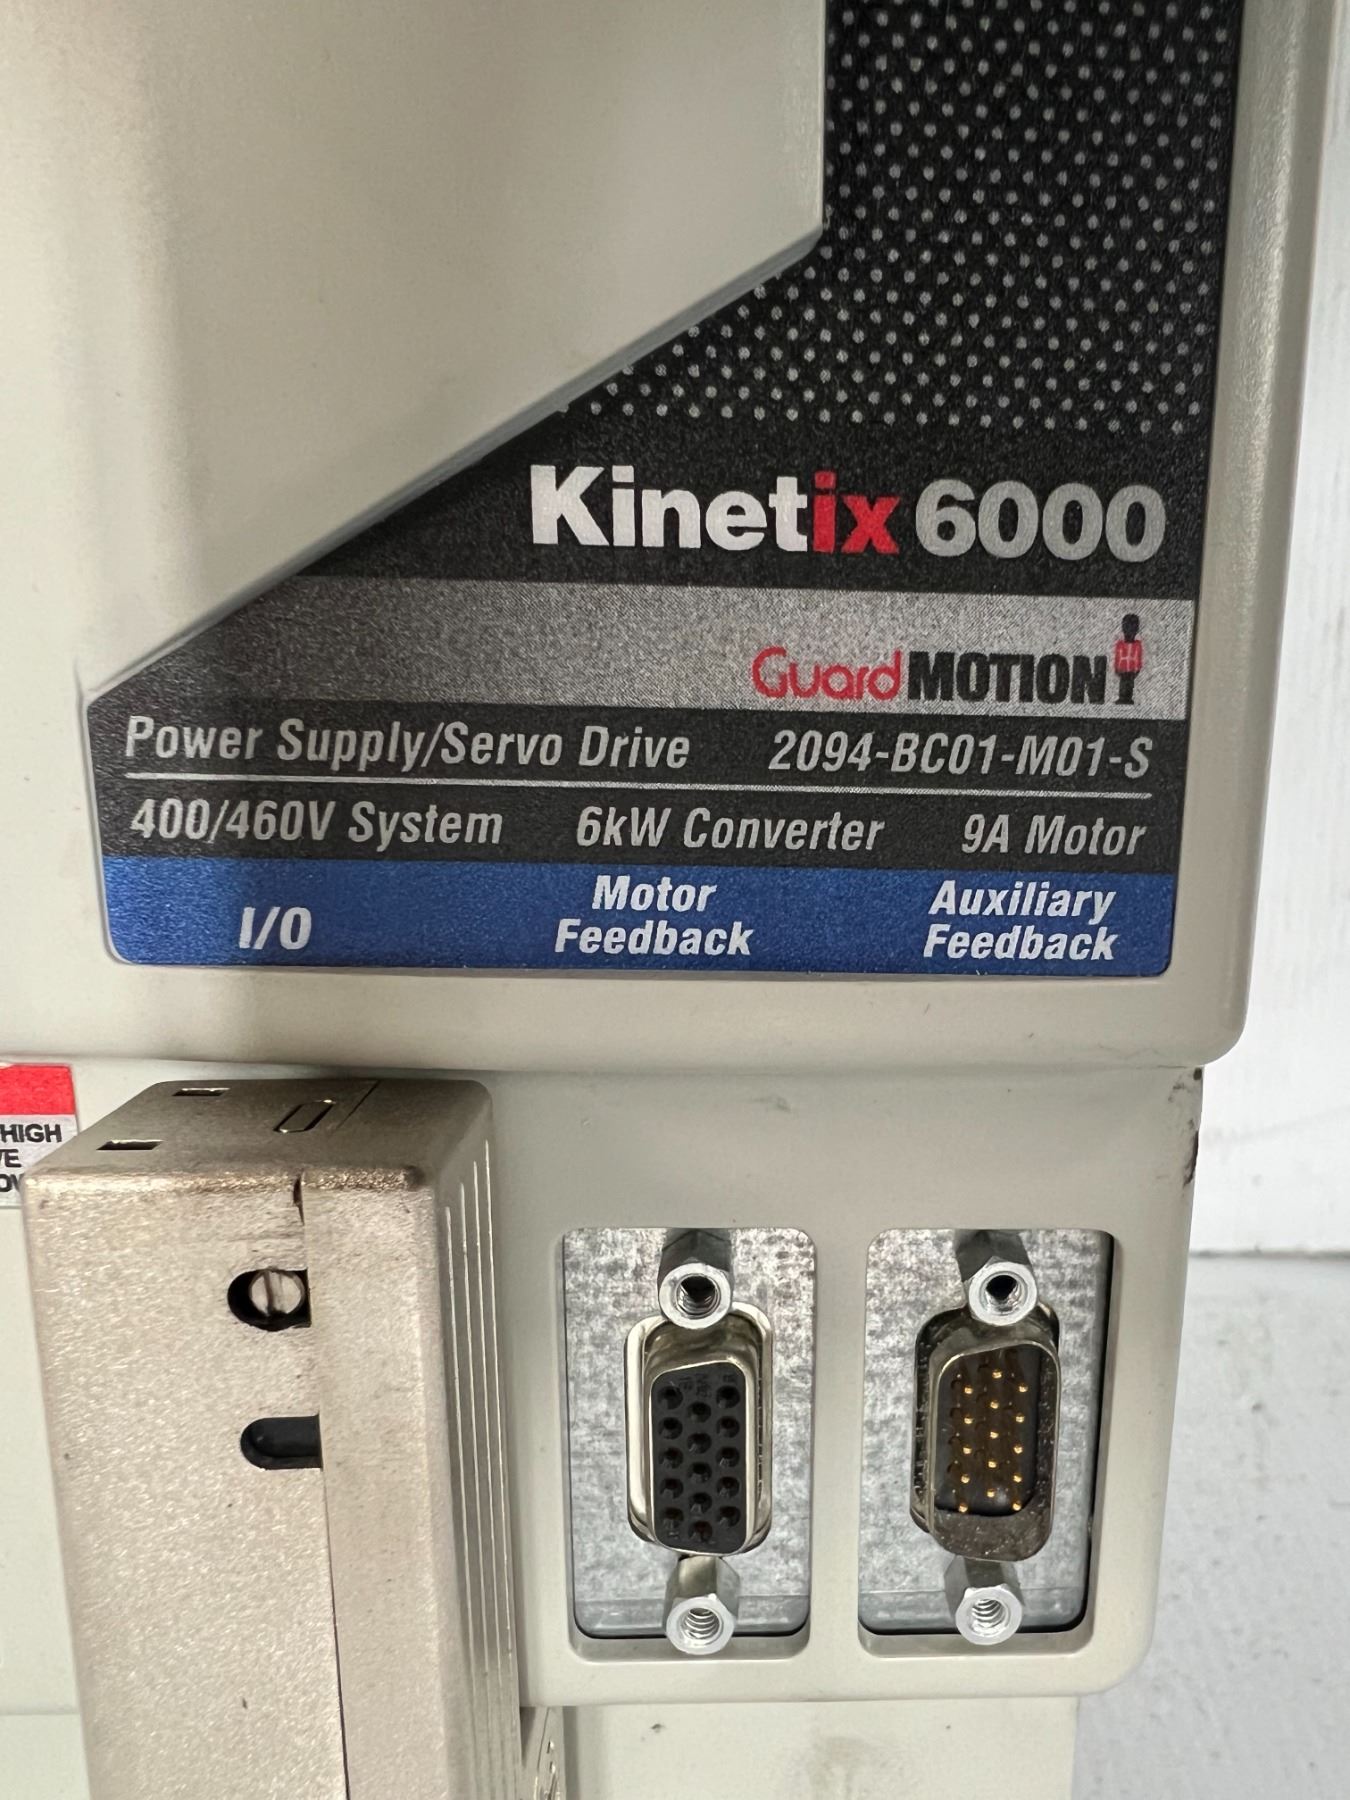 Kinetix 6000
GuardMOTION
Power Supply/Servo Drive 2094-BC01-M01-S
400/460V System 6kW Converter 9A Motor
I/O
Motor
Feedback
Auxiliary
Feedback
HIGH